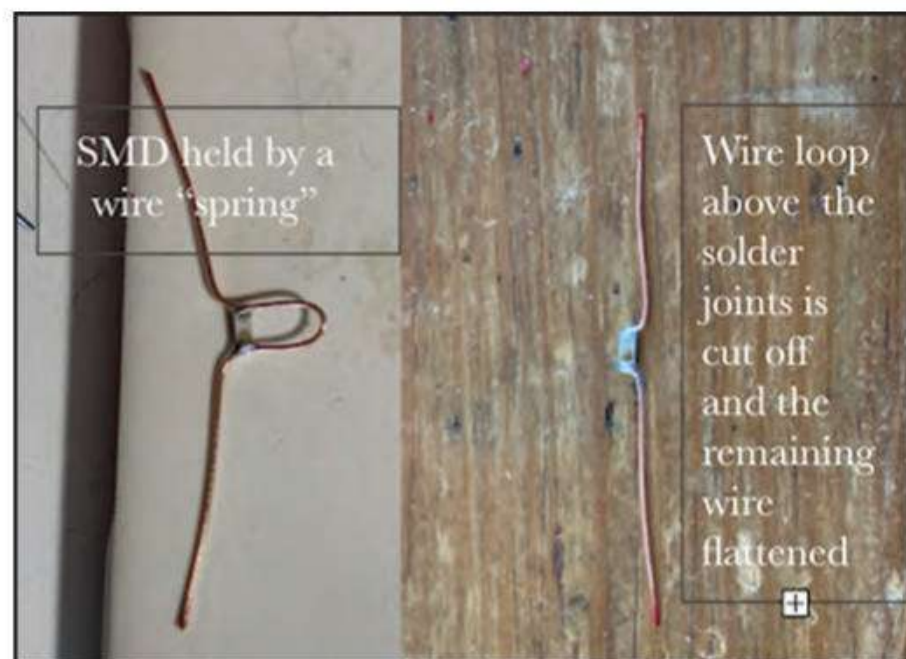 SMD held by a
wire “spring”
Wire loop
above the
solder
joints is
cut off
and the
remaining
wire
flattened